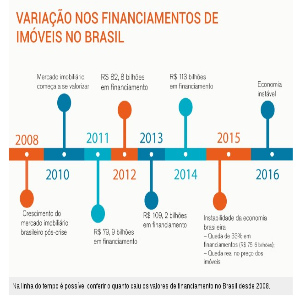 VARIAÇÃO NOS FINANCIAMENTOS DE
IMÓVEIS NO BRASIL
Mercado imobiliário
começa a se valorizar
R$ 82,8 bilhões
em financiamento
R$ 113 bilhões
em financiamento
Economia
instável
2008
2011
2013
2015
2010
2012
2014
2016
Crescimento do
mercado imobiliário
brasileiro pós-crise
R$ 79,9 bilhões
em financiamento
R$ 109,2 bilhões
em financiamento
Instabilidade da economia
brasileira
– Queda de 33% em
financiamentos (R$ 75,6 bilhões)
– Queda real no preço dos
imóveis
Na linha do tempo é possível conferir o quanto caiu os valores de financiamento no Brasil desde 2008.